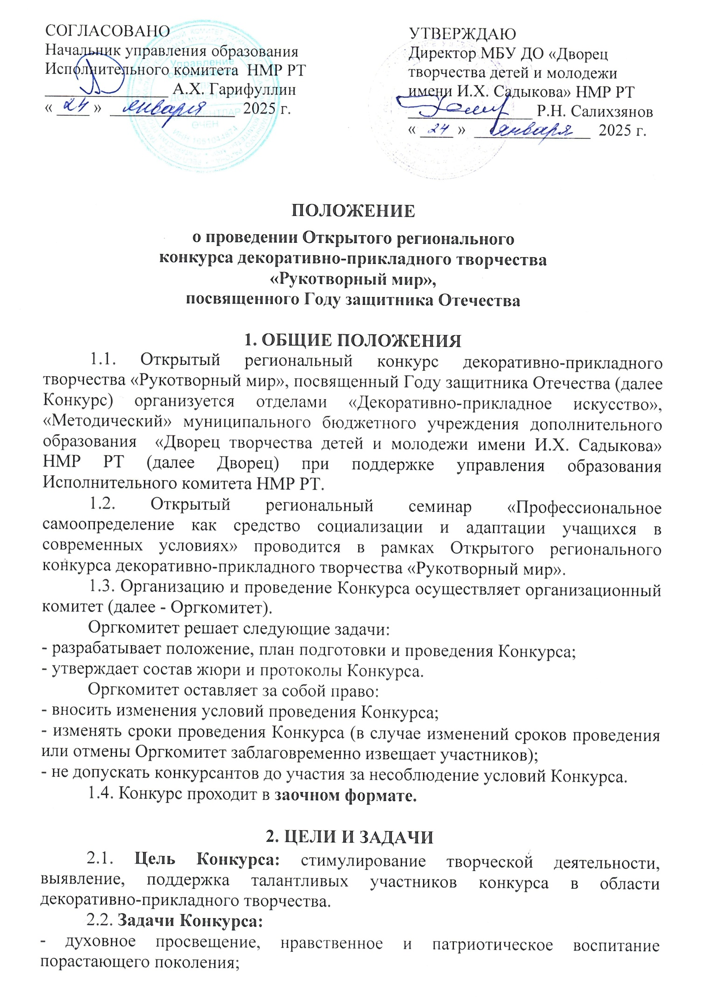 СОГЛАСОВАНО
Начальник управления образования
Исполнительного комитета НМР РТ
А.Х. Гарифуллин
« 24 » января 2025 г.
Управление
образования
ДЛЯ
ДОКУМЕНТОВ
ДОКУМЕНТЛАР
ӨЧЕН
УТВЕРЖДАЮ
Директор МБУ ДО «Дворец
творчества детей и молодежи
имени И.Х. Садыкова» НМР РТ
Р.Н. Салихзянов
« 24 » января 2025 г.
ПОЛОЖЕНИЕ
о проведении Открытого регионального
конкурса декоративно-прикладного творчества
«Рукотворный мир»,
посвященного Году защитника Отечества
1. ОБЩИЕ ПОЛОЖЕНИЯ
1.1. Открытый региональный конкурс декоративно-прикладного
творчества «Рукотворный мир», посвященный Году защитника Отечества (далее
Конкурс) организуется отделами «Декоративно-прикладное искусство»,
«Методический» муниципального бюджетного учреждения дополнительного
образования «Дворец творчества детей и молодежи имени И.Х. Садыкова»
НМР РТ (далее Дворец) при поддержке управления образования
Исполнительного комитета НМР РТ.
1.2. Открытый региональный семинар «Профессиональное
самоопределение как средство социализации и адаптации учащихся в
современных условиях» проводится в рамках Открытого регионального
конкурса декоративно-прикладного творчества «Рукотворный мир».
1.3. Организацию и проведение Конкурса осуществляет организационный
комитет (далее - Оргкомитет).
Оргкомитет решает следующие задачи:
- разрабатывает положение, план подготовки и проведения Конкурса;
- утверждает состав жюри и протоколы Конкурса.
Оргкомитет оставляет за собой право:
- вносить изменения условий проведения Конкурса;
- изменять сроки проведения Конкурса (в случае изменений сроков проведения
или отмены Оргкомитет заблаговременно извещает участников);
- не допускать конкурсантов до участия за несоблюдение условий Конкурса.
1.4. Конкурс проходит в заочном формате.
2. ЦЕЛИ И ЗАДАЧИ
2.1. Цель Конкурса: стимулирование творческой деятельности,
выявление, поддержка талантливых участников конкурса в области
декоративно-прикладного творчества.
2.2. Задачи Конкурса:
- духовное просвещение, нравственное и патриотическое воспитание
порастающего поколения;